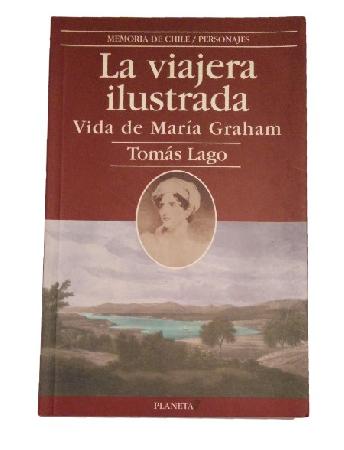 MEMORIA DE CHILE / PERSONAJES
La viajera
ilustrada
Vida de María Graham
Tomás Lago
PLANETA